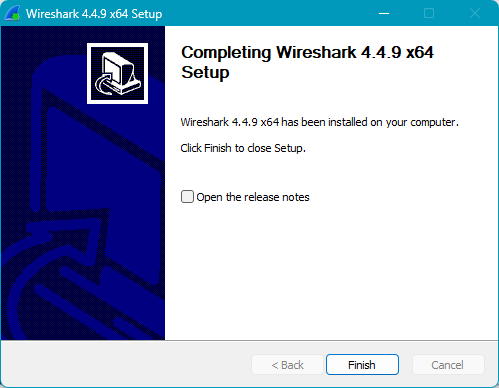 Wireshark 4.4.9 x64 Setup
Completing Wireshark 4.4.9 x64
Setup
Wireshark 4.4.9 x64 has been installed on your computer.
Click Finish to close Setup.
Open the release notes
< Back
Finish
Cancel